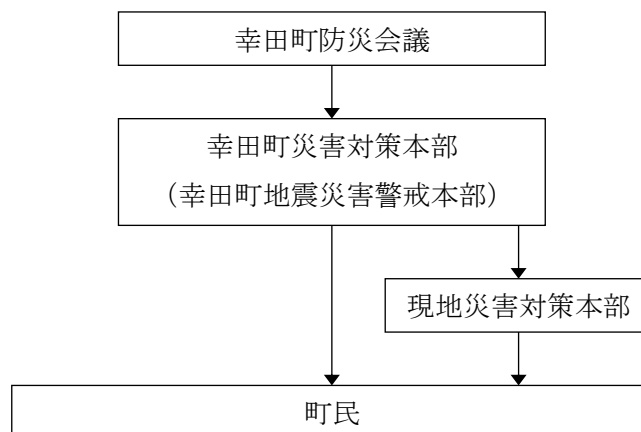 幸田町防災会議
幸田町災害対策本部
（幸田町地震災害警戒本部）
現地災害対策本部
町民